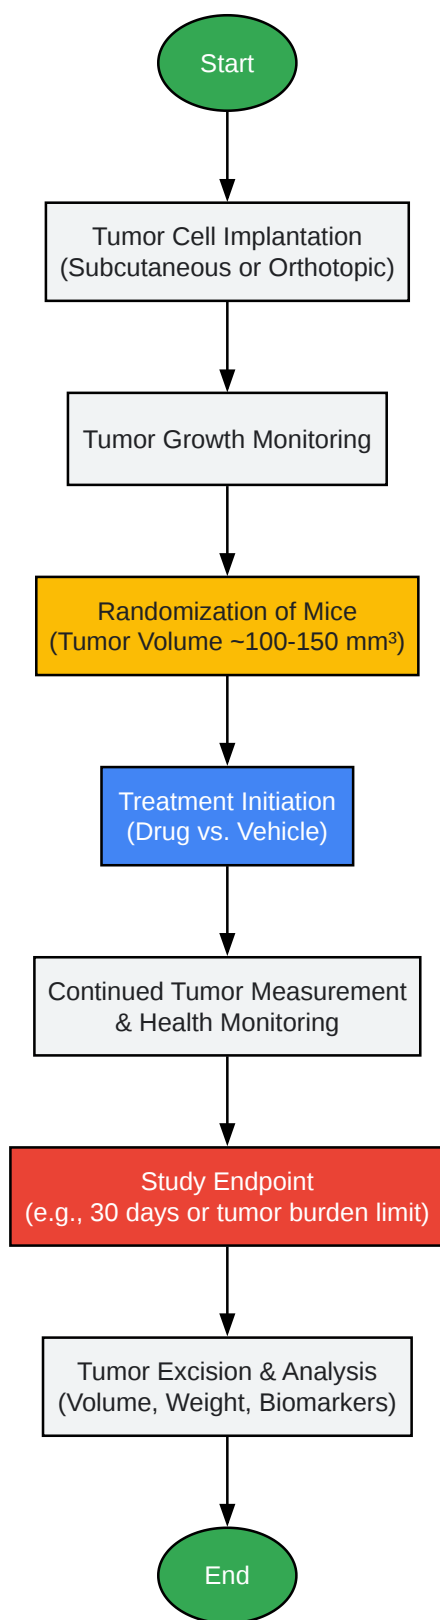 Start
Tumor Cell Implantation
(Subcutaneous or Orthotopic)
Tumor Growth Monitoring
Randomization of Mice
(Tumor Volume ~100-150 mm³)
Treatment Initiation
(Drug vs. Vehicle)
Continued Tumor Measurement
& Health Monitoring
Study Endpoint
(e.g., 30 days or tumor burden limit)
Tumor Excision & Analysis
(Volume, Weight, Biomarkers)
End